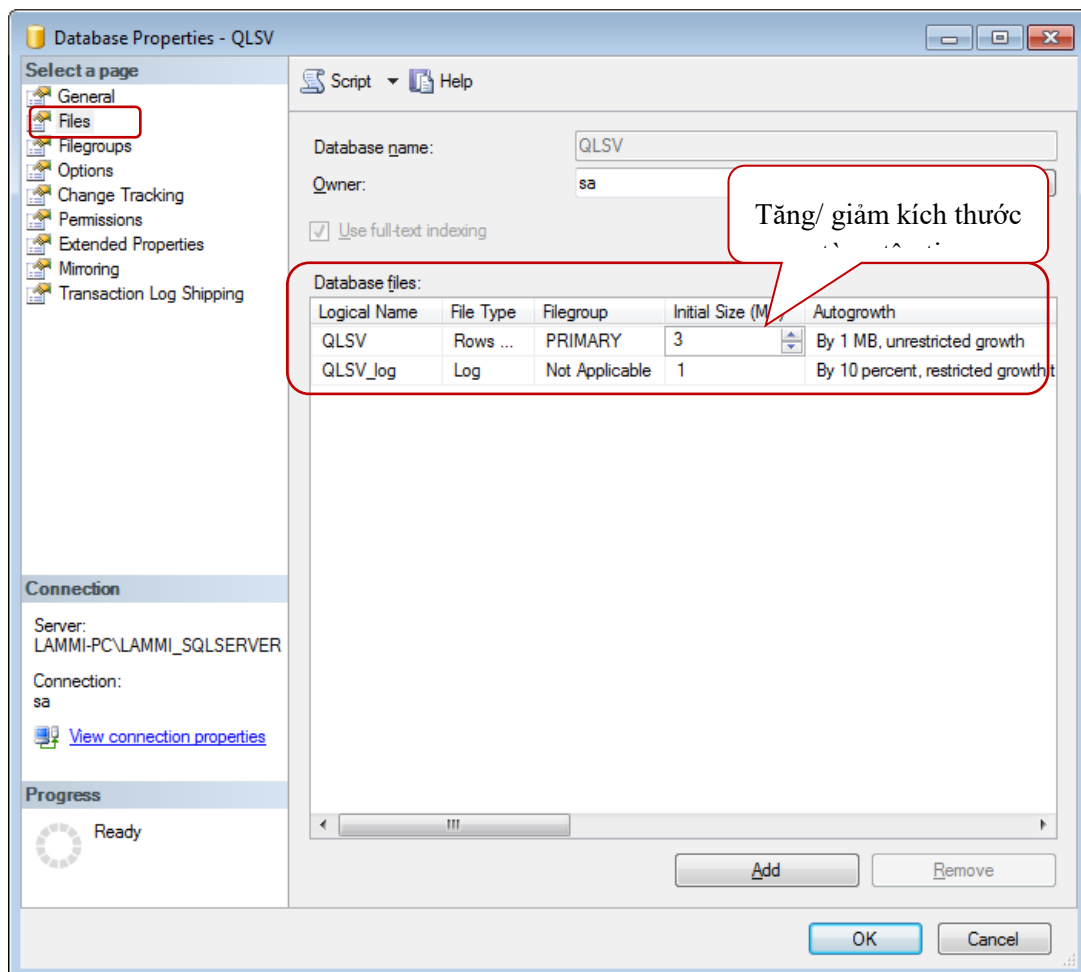 Database Properties - QLSV
Select a page
General
Files
Filegroups
Options
Change Tracking
Permissions
Extended Properties
Mirroring
Transaction Log Shipping
Connection
Server:
LAMMI-PC\LAMMI_SQLSERVER
Connection:
sa
View connection properties
Progress
Ready
Script Help
Database name: QLSV
Owner: sa
Use full-text indexing
Tăng/ giảm kích thước
Database files:
Logical Name File Type Filegroup Initial Size (M Autogrowth
QLSV Rows ... PRIMARY 3 By 1 MB, unrestricted growth
QLSV_log Log Not Applicable 1 By 10 percent, restricted growth t
Add Remove
OK Cancel